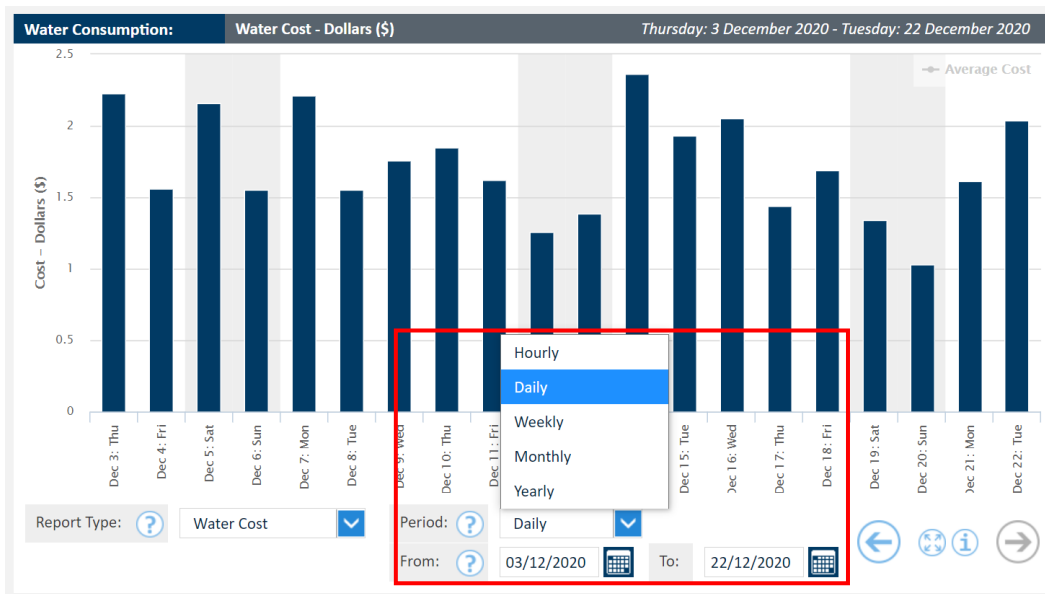 Water Consumption: Water Cost - Dollars ($) Thursday: 3 December 2020 - Tuesday: 22 December 2020
Average Cost
Cost – Dollars ($)
2.5
2
1.5
1
0.5
0
Dec 3: Thu
Dec 4: Fri
Dec 5: Sat
Dec 6: Sun
Dec 7: Mon
Dec 8: Tue
Dec 9: Wed
Dec 10: Thu
Dec 11: Fri
Dec 15: Tue
Dec 16: Wed
Dec 17: Thu
Dec 18: Fri
Dec 19: Sat
Dec 20: Sun
Dec 21: Mon
Dec 22: Tue
Hourly
Daily
Weekly
Monthly
Yearly
Report Type: ? Water Cost Period: ? Daily
From: ? 03/12/2020 To: 22/12/2020
i